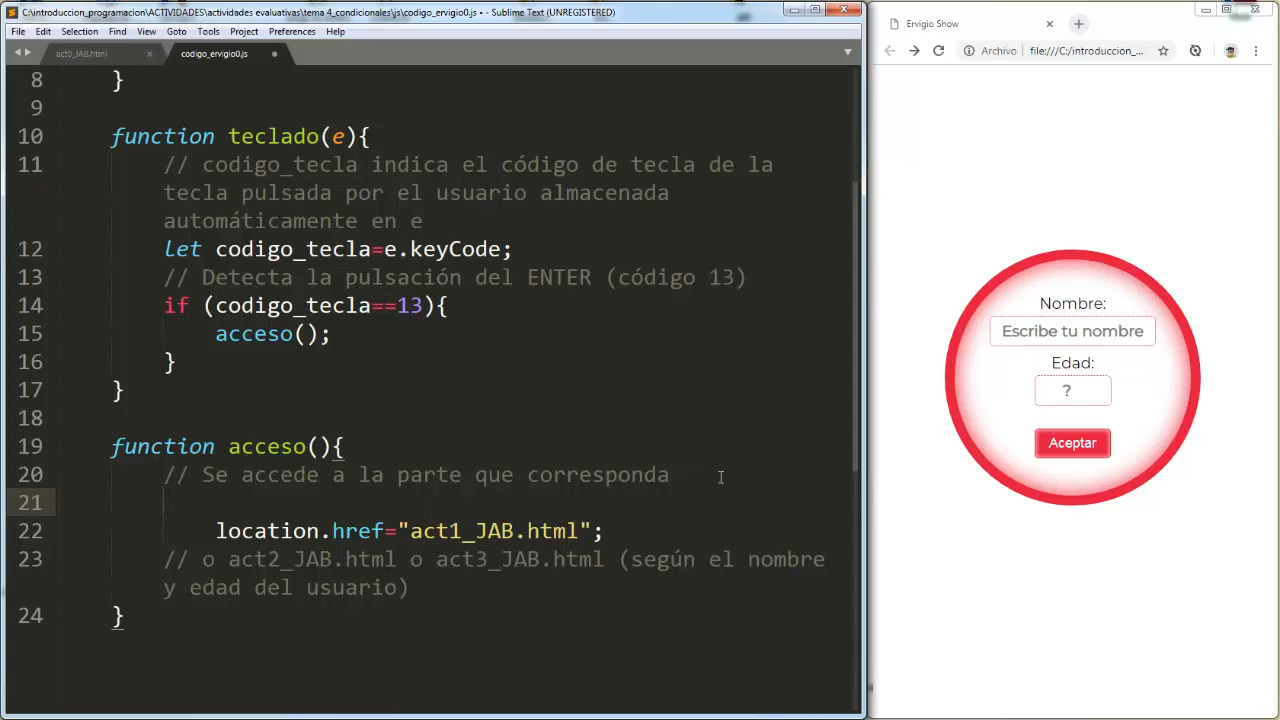 C:\introduccion_programacion\ACTIVIDADES\actividades evaluativas\tema 4_condicionales\js\codigo_ervigio0.js • - Sublime Text (UNREGISTERED)
File Edit Selection Find View Goto Tools Project Preferences Help
act0_JAB.html
codigo_ervigio0.js
8 }
9
10 function teclado(e){
11 // codigo_tecla indica el código de tecla de la
tecla pulsada por el usuario almacenada
automáticamente en e
12 let codigo_tecla=e.keyCode;
13 // Detecta la pulsación del ENTER (código 13)
14 if (codigo_tecla==13){
15 acceso();
16 }
17 }
18
19 function acceso(){
20 // Se accede a la parte que corresponda
21
22 location.href="act1_JAB.html";
23 // o act2_JAB.html o act3_JAB.html (según el nombre
y edad del usuario)
24 }
Ervigio Show
Archivo | file:///C:/introduccion_...
Nombre:
Escribe tu nombre
Edad:
?
Aceptar